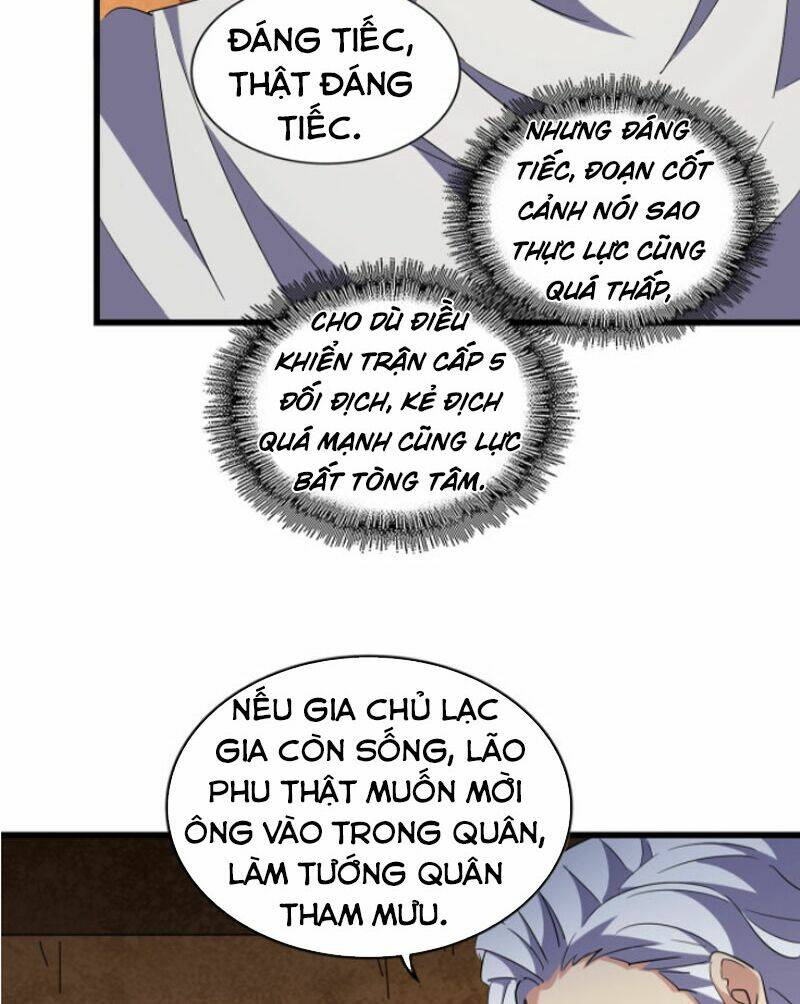 ĐÁNG TIẾC,
THẬT ĐÁNG
TIẾC.
NHƯNG ĐÁNG
TIẾC, ĐOẠN CỐT
CẢNH NÓI SAO
THỰC LỰC CŨNG
QUÁ THẤP,
CHO DÙ ĐIỀU
KHIỂN TRẬN CẤP 5
ĐỐI ĐỊCH, KẺ ĐỊCH
QUÁ MẠNH CŨNG LỰC
BẤT TÒNG TÂM.
NẾU GIA CHỦ LẠC
GIA CÒN SỐNG, LÃO
PHU THẬT MUỐN MỜI
ÔNG VÀO TRONG QUÂN,
LÀM TƯỚNG QUÂN
THAM MƯU.